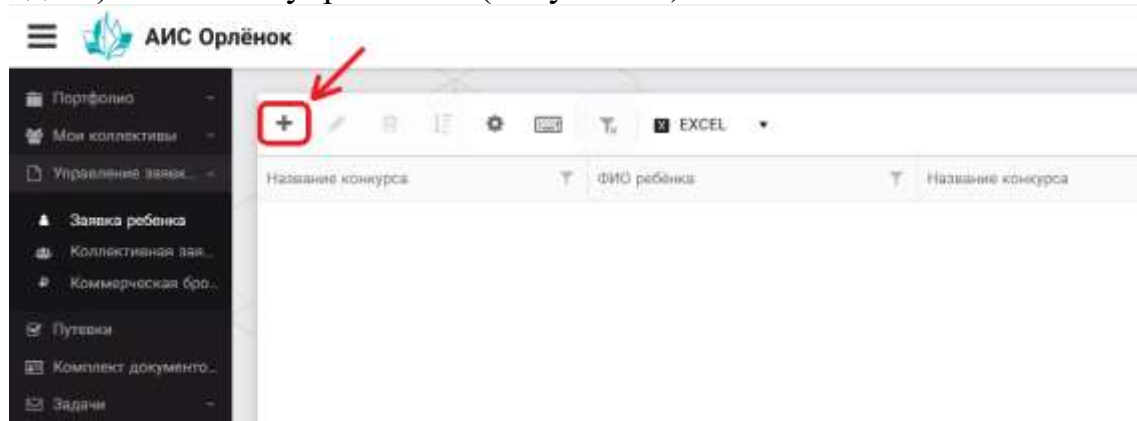 АИС Орлёнок
Портфолио
Мои коллективы
Управление заявк...
Заявка ребёнка
Коллективная зая...
Коммерческая бро...
Путевки
Комплект документо...
Задачи
EXCEL
Название конкурса
ФИО ребёнка
Название конкурса